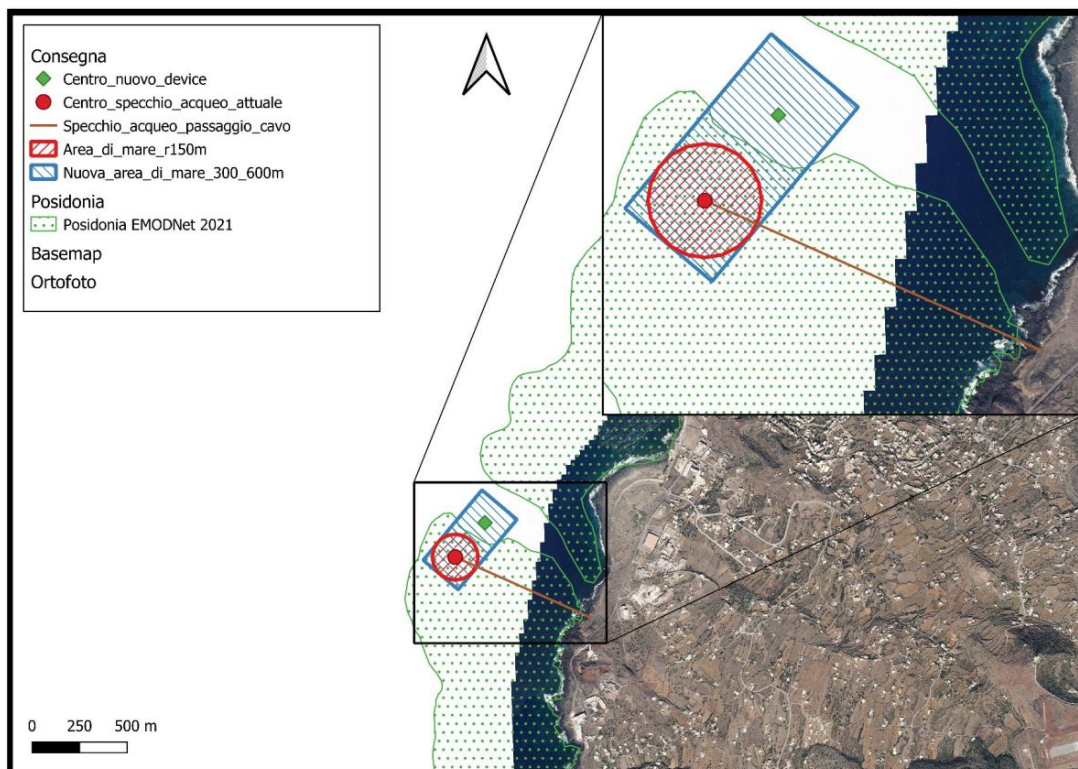 Consegna
Centro_nuovo_device
Centro_specchio_acqueo_attuale
Specchio_acqueo_passaggio_cavo
Area_di_mare_r150m
Nuova_area_di_mare_300_600m
Posidonia
Posidonia EMODNet 2021
Basemap
Ortofoto
0 250 500 m